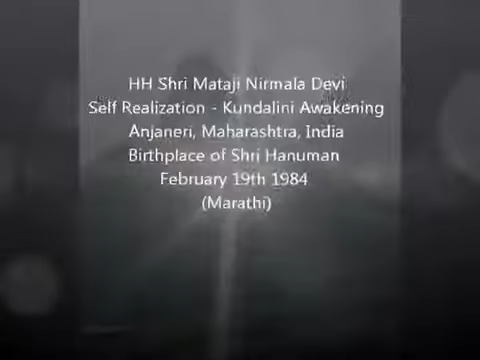 HH Shri Mataji Nirmala Devi
Self Realization - Kundalini Awakening
Anjaneri, Maharashtra, India
Birthplace of Shri Hanuman
February 19th 1984
(Marathi)